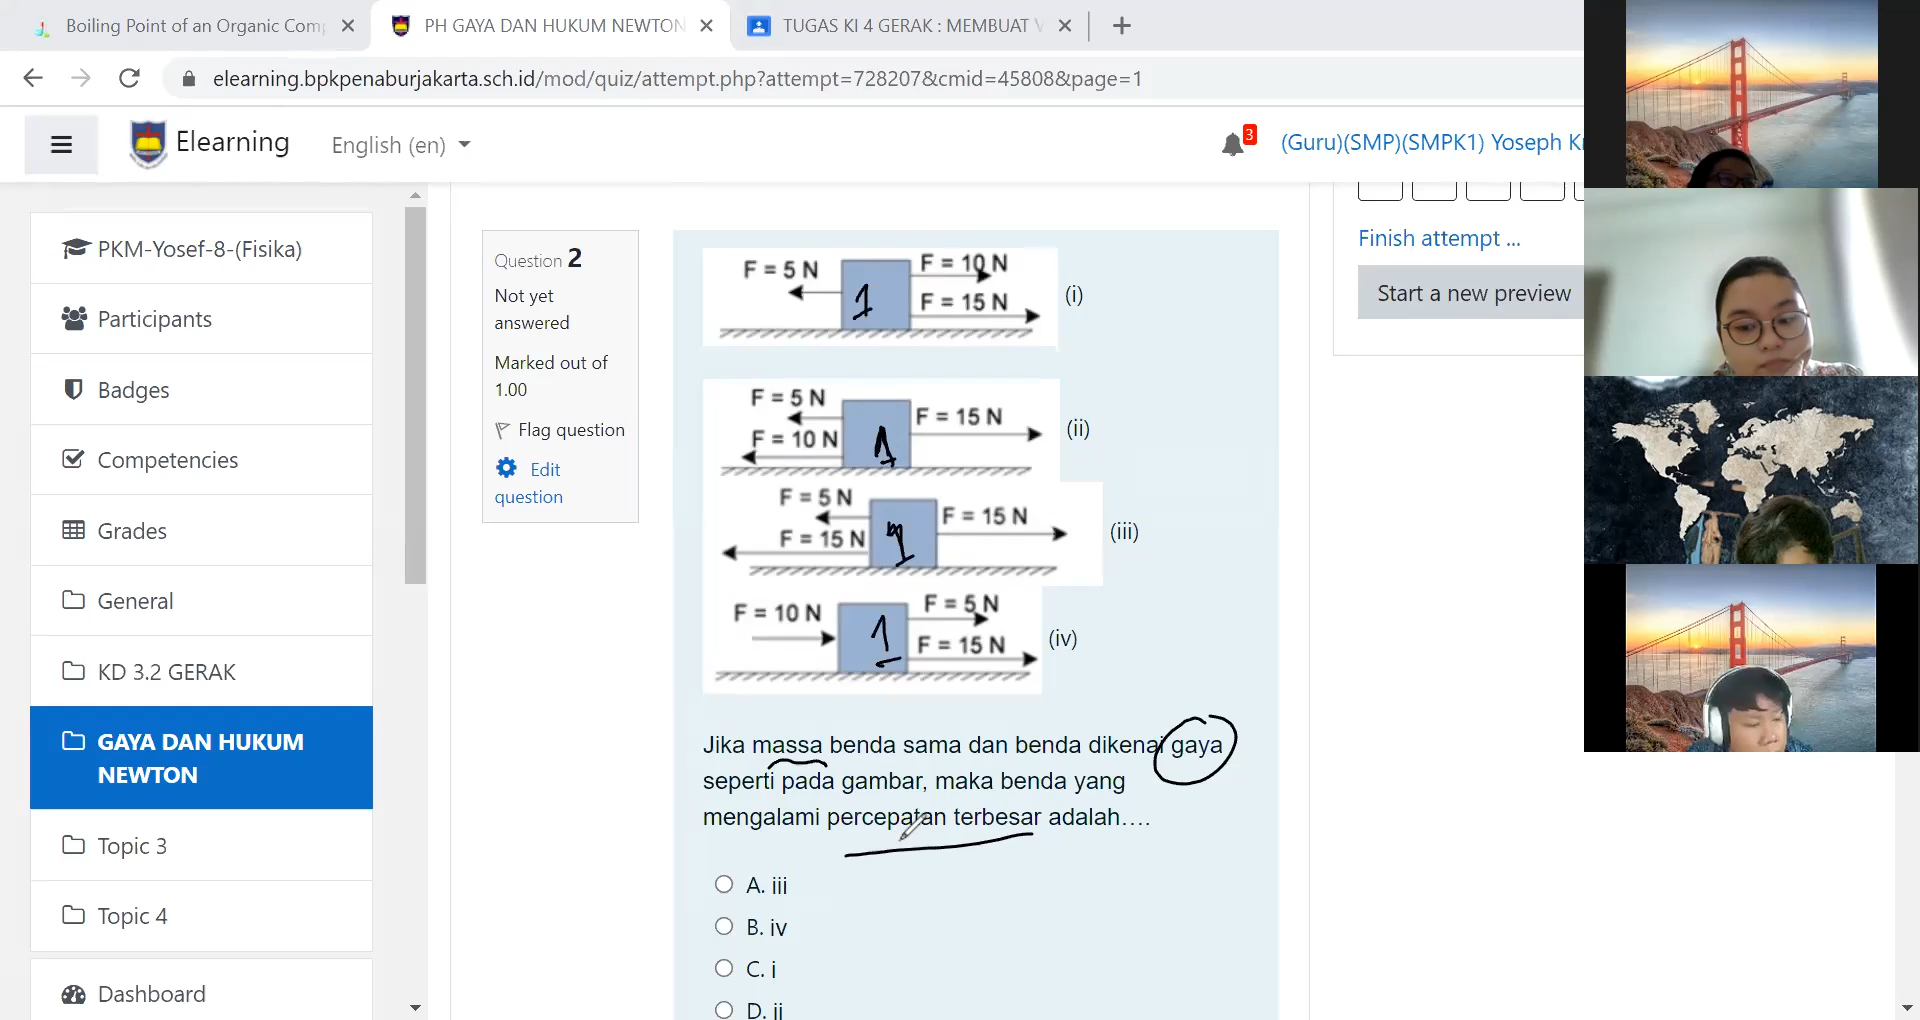 Boiling Point of an Organic Com
PH GAYA DAN HUKUM NEWTON
TUGAS KI 4 GERAK : MEMBUAT
elearning.bpkpenaburjakarta.sch.id/mod/quiz/attempt.php?attempt=728207&cmid=45808&page=1
Elearning
English (en)
3
(Guru)(SMP)(SMPK1) Yoseph Kr
PKM-Yosef-8-(Fisika)
Participants
Badges
Competencies
Grades
General
KD 3.2 GERAK
GAYA DAN HUKUM
NEWTON
Topic 3
Topic 4
Dashboard
Question 2
Not yet
answered
Marked out of
1.00
Flag question
Edit
question
F = 5 N
1
F = 10 N
F = 15 N
(i)
F = 5 N
F = 10 N
1
F = 15 N
(ii)
F = 5 N
F = 15 N
F = 15 N
(iii)
F = 10 N
1
F = 5 N
F = 15 N
(iv)
Jika massa benda sama dan benda dikenai gaya
seperti pada gambar, maka benda yang
mengalami percepatan terbesar adalah....
A. iii
B. iv
C. i
D. ii
Finish attempt ...
Start a new preview